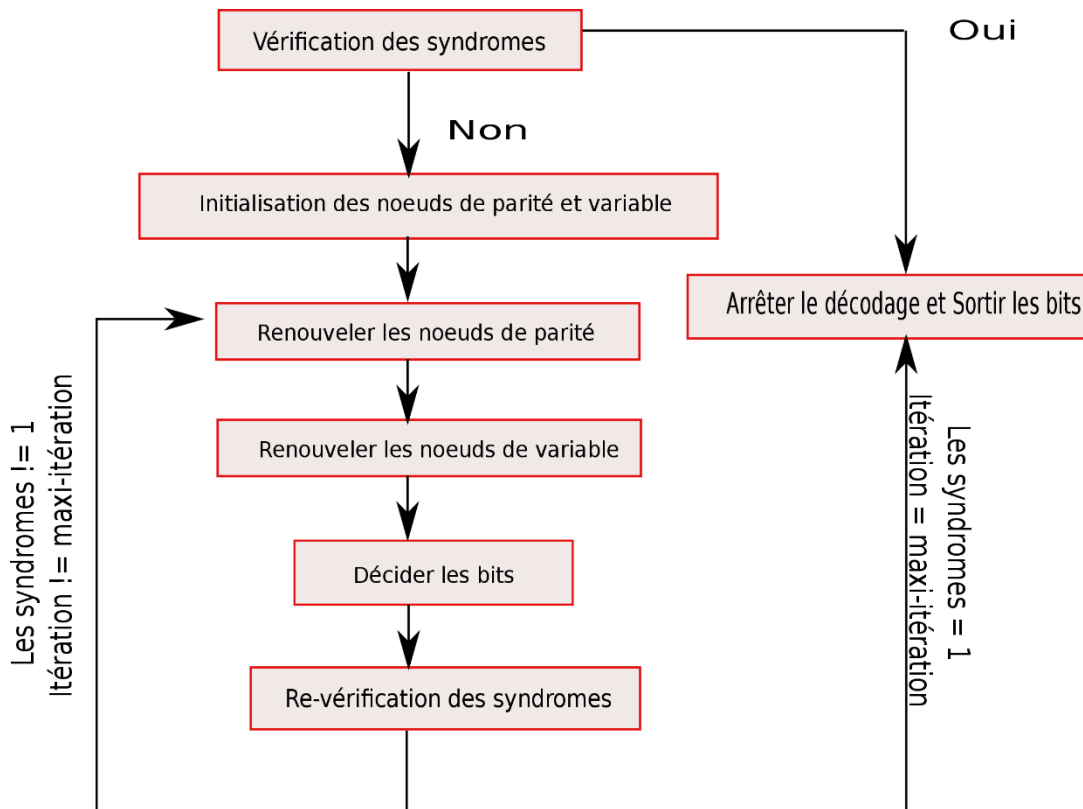 Vérification des syndromes
Oui
Non
Initialisation des noeuds de parité et variable
Arrêter le décodage et Sortir les bits
Renouveler les noeuds de parité
Renouveler les noeuds de variable
Décider les bits
Re-vérification des syndromes
Les syndromes != 1
Itération != maxi-itération
Les syndromes = 1
Itération = maxi-itération